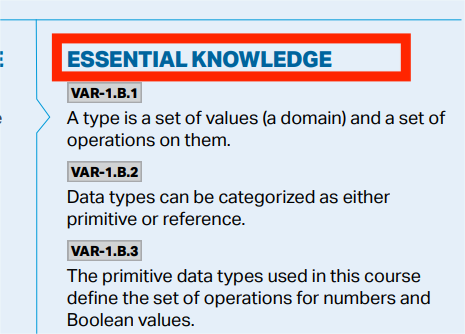 ESSENTIAL KNOWLEDGE
VAR-1.B.1
A type is a set of values (a domain) and a set of
operations on them.
VAR-1.B.2
Data types can be categorized as either
primitive or reference.
VAR-1.B.3
The primitive data types used in this course
define the set of operations for numbers and
Boolean values.